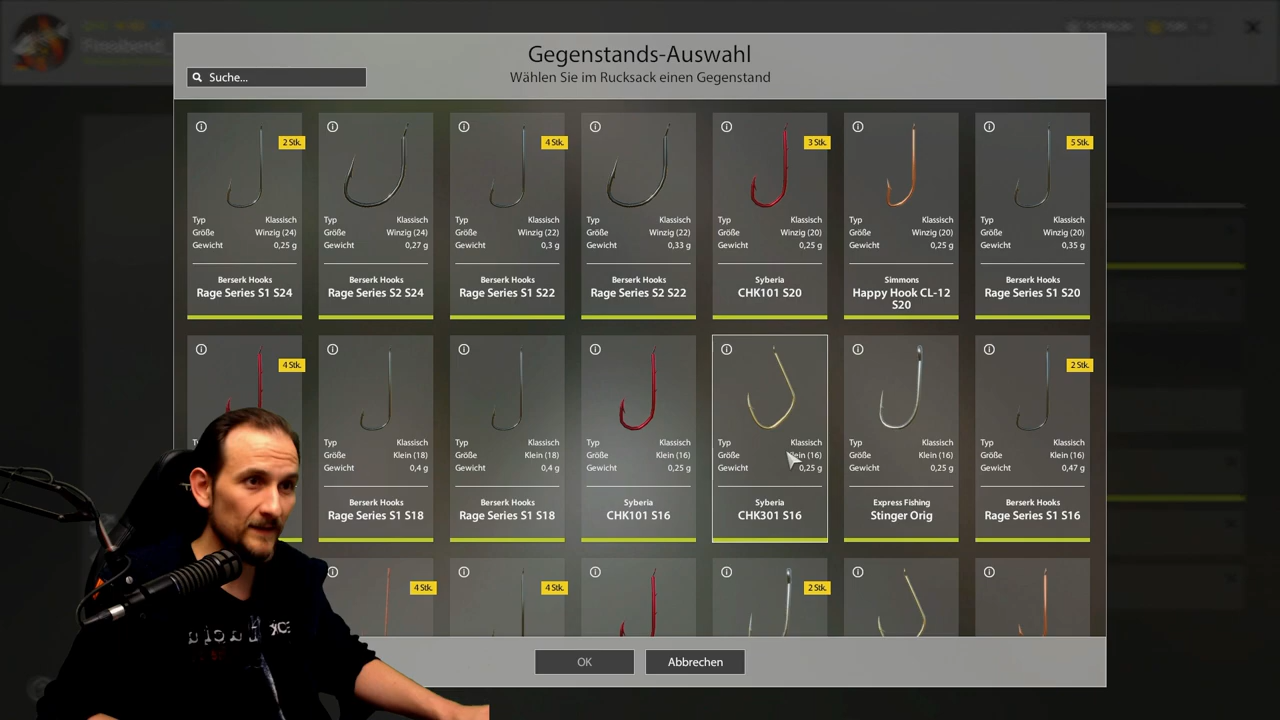 Gegenstands-Auswahl
Wählen Sie im Rucksack einen Gegenstand
Suche...
2 Stk.
Typ Klassisch
Größe Winzig (24)
Gewicht 0,25 g
Berserk Hooks
Rage Series S1 S24
Typ Klassisch
Größe Winzig (24)
Gewicht 0,27 g
Berserk Hooks
Rage Series S2 S24
4 Stk.
Typ Klassisch
Größe Winzig (22)
Gewicht 0,3 g
Berserk Hooks
Rage Series S1 S22
Typ Klassisch
Größe Winzig (22)
Gewicht 0,33 g
Berserk Hooks
Rage Series S2 S22
3 Stk.
Typ Klassisch
Größe Winzig (20)
Gewicht 0,25 g
Syberia
CHK101 S20
Typ Klassisch
Größe Winzig (20)
Gewicht 0,25 g
Simmons
Happy Hook CL-12
S20
5 Stk.
Typ Klassisch
Größe Winzig (20)
Gewicht 0,35 g
Berserk Hooks
Rage Series S1 S20
4 Stk.
Typ Klassisch
Größe Klein (18)
Gewicht 0,4 g
Berserk Hooks
Rage Series S1 S18
Typ Klassisch
Größe Klein (18)
Gewicht 0,4 g
Berserk Hooks
Rage Series S1 S18
Typ Klassisch
Größe Klein (16)
Gewicht 0,25 g
Syberia
CHK101 S16
Typ Klassisch
Größe Klein (16)
Gewicht 0,25 g
Syberia
CHK301 S16
Typ Klassisch
Größe Klein (16)
Gewicht 0,25 g
Express Fishing
Stinger Orig
2 Stk.
Typ Klassisch
Größe Klein (16)
Gewicht 0,47 g
Berserk Hooks
Rage Series S1 S16
4 Stk.
4 Stk.
2 Stk.
OK
Abbrechen